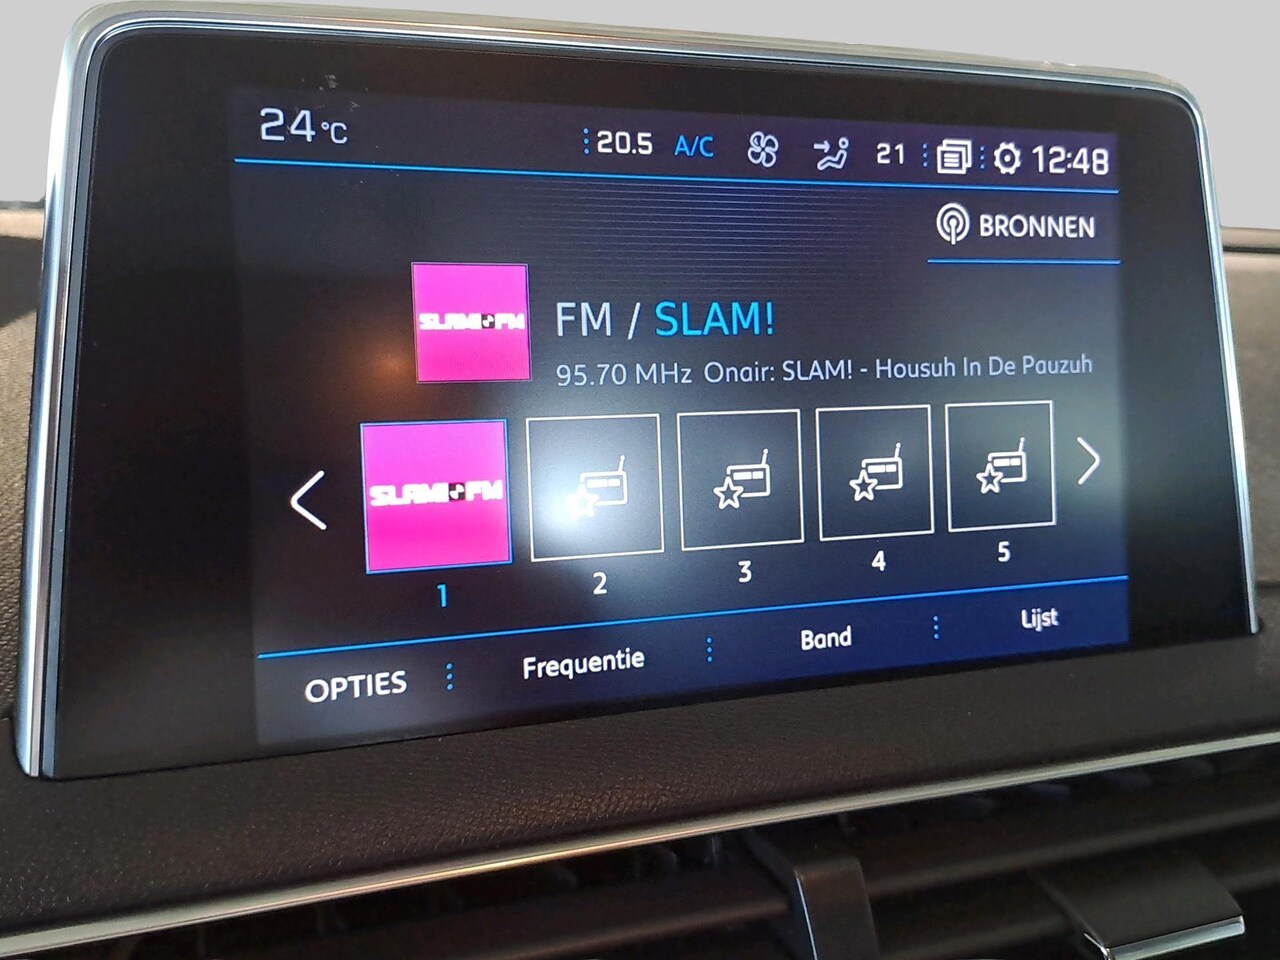 24°C 20.5 A/C 21 12:48
BRONNEN
SLAM!FM
FM / SLAM!
95.70 MHz Onair: SLAM! - Housuh In De Pauzuh
SLAM!FM
1 2 3 4 5
OPTIES Frequentie Band Lijst